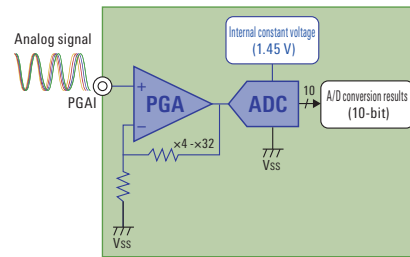 Analog signal
PGAI
+
PGA
−
×4 -×32
Vss
Internal constant voltage
(1.45 V)
ADC
Vss
10
A/D conversion results
(10-bit)